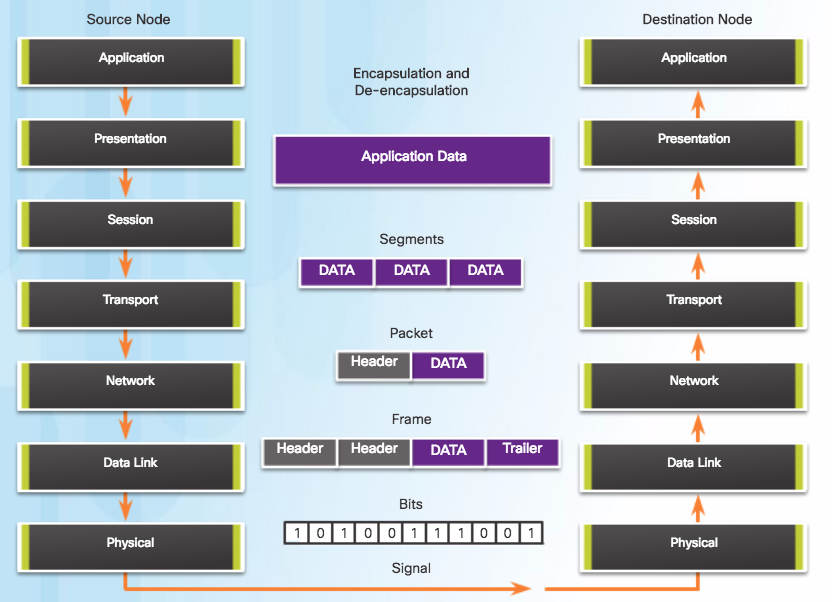 Source Node
Destination Node
Application
Application
Encapsulation and
De-encapsulation
Presentation
Presentation
Application Data
Session
Session
Segments
DATA DATA DATA
Transport
Transport
Packet
Header DATA
Network
Network
Frame
Header Header DATA Trailer
Data Link
Data Link
Bits
1 0 1 0 0 1 1 1 0 0 1
Physical
Physical
Signal